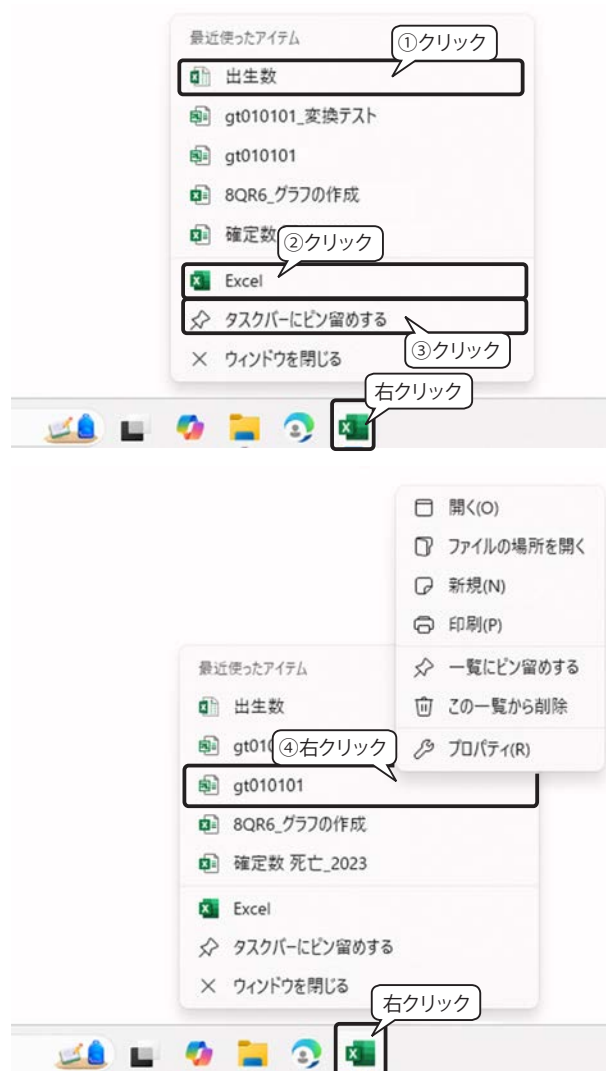 最近使ったアイテム
①クリック
出生数
gt010101_変換テスト
gt010101
8QR6_グラフの作成
確定数
②クリック
Excel
タスクバーにピン留めする
③クリック
ウィンドウを閉じる
右クリック
開く(O)
ファイルの場所を開く
新規(N)
印刷(P)
一覧にピン留めする
この一覧から削除
プロパティ(R)
最近使ったアイテム
出生数
gt010
④右クリック
gt010101
8QR6_グラフの作成
確定数 死亡_2023
Excel
タスクバーにピン留めする
ウィンドウを閉じる
右クリック